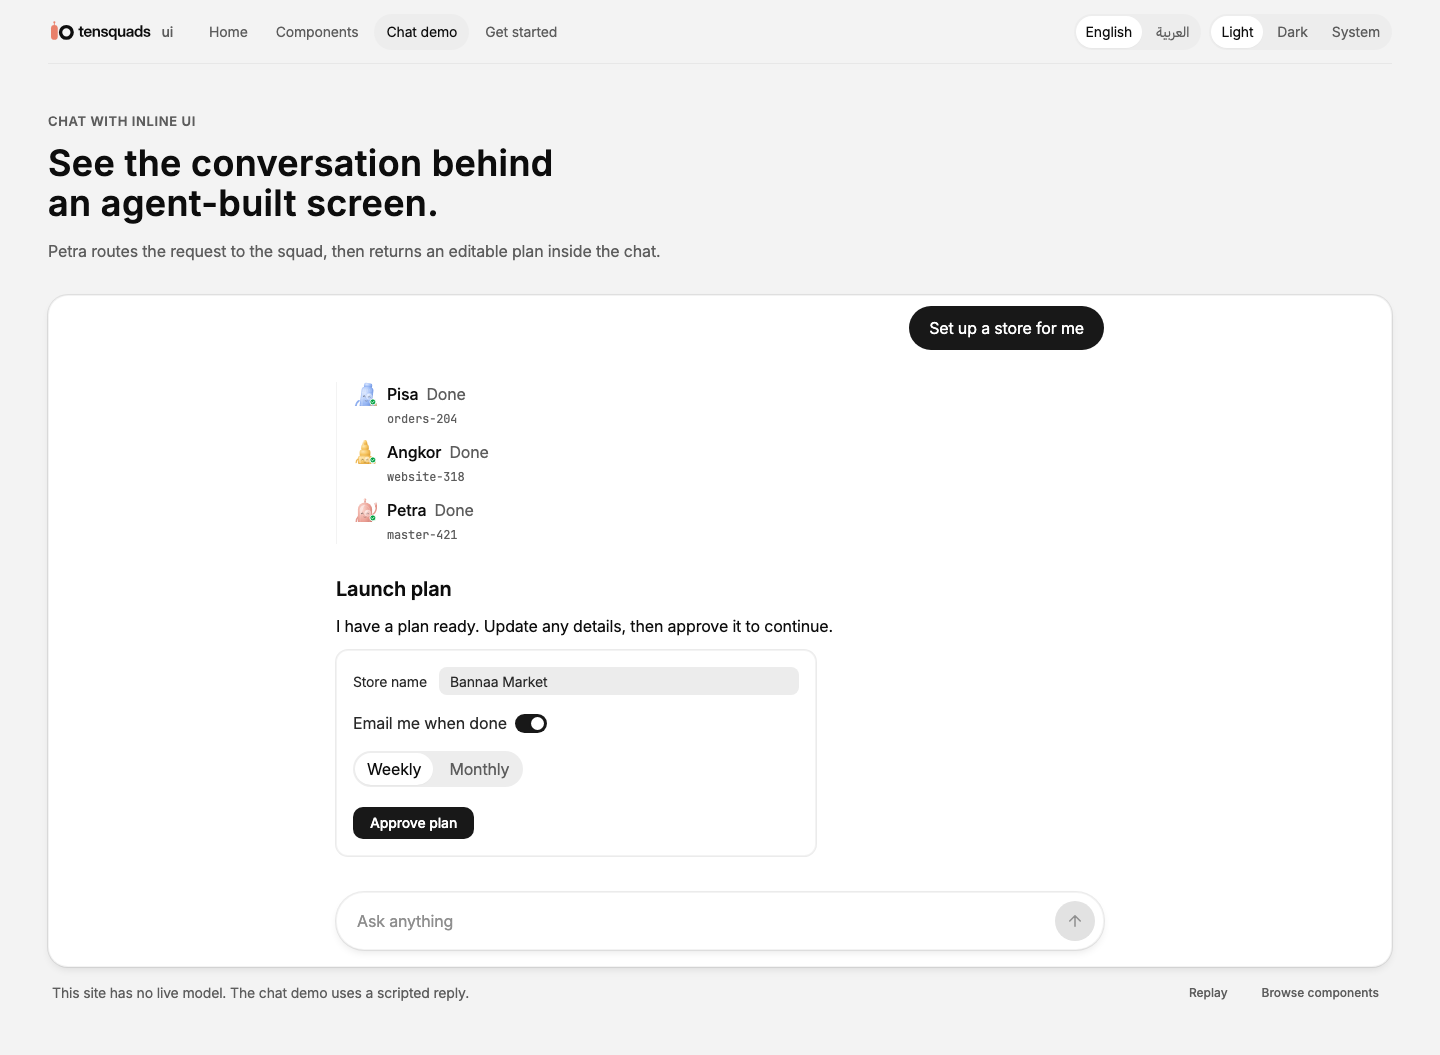 tensquads ui Home Components Chat demo Get started English العربية Light Dark System
CHAT WITH INLINE UI
See the conversation behind
an agent-built screen.
Petra routes the request to the squad, then returns an editable plan inside the chat.
Set up a store for me
Pisa Done
orders-204
Angkor Done
website-318
Petra Done
master-421
Launch plan
I have a plan ready. Update any details, then approve it to continue.
Store name Bannaa Market
Email me when done
Weekly Monthly
Approve plan
Ask anything
This site has no live model. The chat demo uses a scripted reply. Replay Browse components